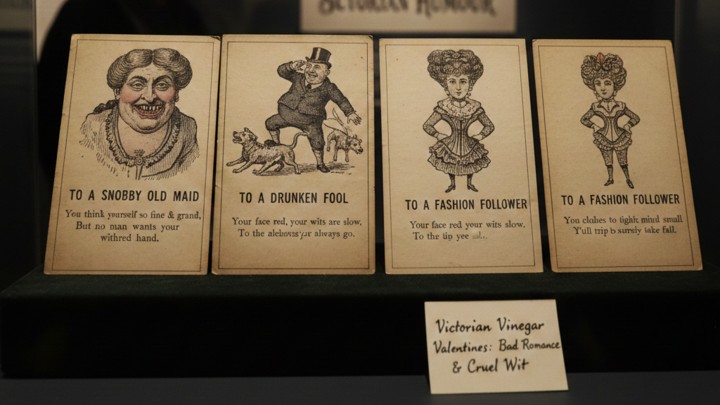 VICTORIAN HUMOUR
TO A SNOBBY OLD MAID
You think yourself so fine & grand,
But no man wants your
withred hand.
TO A DRUNKEN FOOL
Your face red, your wits are slow,
To the always go.
TO A FASHION FOLLOWER
Your face red your wits slow,
To the
TO A FASHION FOLLOWER
You clothes to tight, mind small
Y'ull trip is surely take fall.
Victorian Vinegar
Valentines: Bad Romance
& Cruel Wit